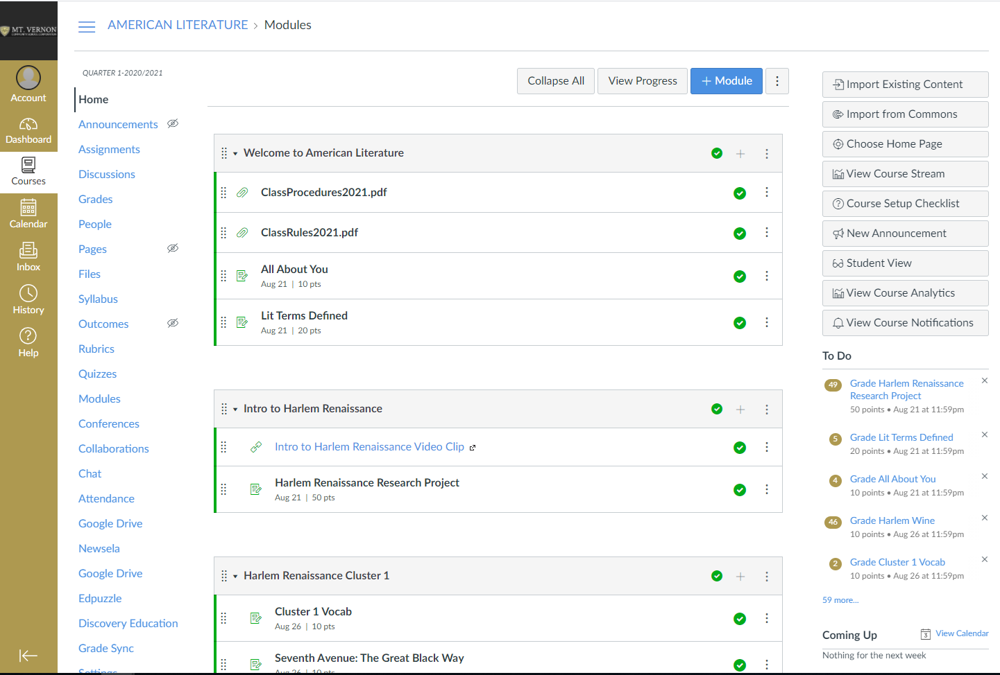 MT. VERNON
AMERICAN LITERATURE > Modules
Account
Dashboard
Courses
Calendar
Inbox
History
Help
QUARTER 1-2020/2021
Home
Announcements
Assignments
Discussions
Grades
People
Pages
Files
Syllabus
Outcomes
Rubrics
Quizzes
Modules
Conferences
Collaborations
Chat
Attendance
Google Drive
Newsela
Google Drive
Edpuzzle
Discovery Education
Grade Sync
Settings
Collapse All
View Progress
+ Module
Welcome to American Literature
ClassProcedures2021.pdf
ClassRules2021.pdf
All About You
Aug 21 | 10 pts
Lit Terms Defined
Aug 21 | 20 pts
Intro to Harlem Renaissance
Intro to Harlem Renaissance Video Clip
Harlem Renaissance Research Project
Aug 21 | 50 pts
Harlem Renaissance Cluster 1
Cluster 1 Vocab
Aug 26 | 10 pts
Seventh Avenue: The Great Black Way
Aug 26 | 10 pts
Import Existing Content
Import from Commons
Choose Home Page
View Course Stream
Course Setup Checklist
New Announcement
Student View
View Course Analytics
View Course Notifications
To Do
49 Grade Harlem Renaissance
Research Project
50 points • Aug 21 at 11:59pm
5 Grade Lit Terms Defined
20 points • Aug 21 at 11:59pm
4 Grade All About You
10 points • Aug 21 at 11:59pm
46 Grade Harlem Wine
10 points • Aug 26 at 11:59pm
2 Grade Cluster 1 Vocab
10 points • Aug 26 at 11:59pm
59 more...
Coming Up
3 View Calendar
Nothing for the next week